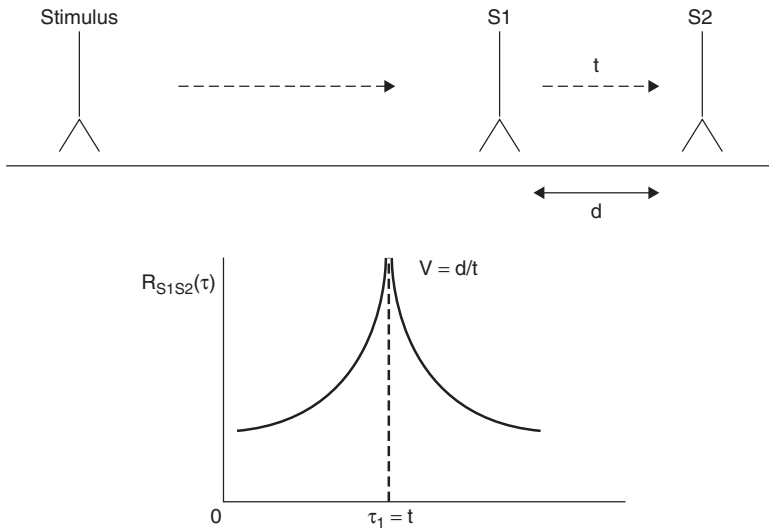 Stimulus S1 S2
t
d
V = d/t
R_S1S2(τ)
0 τ₁ = t